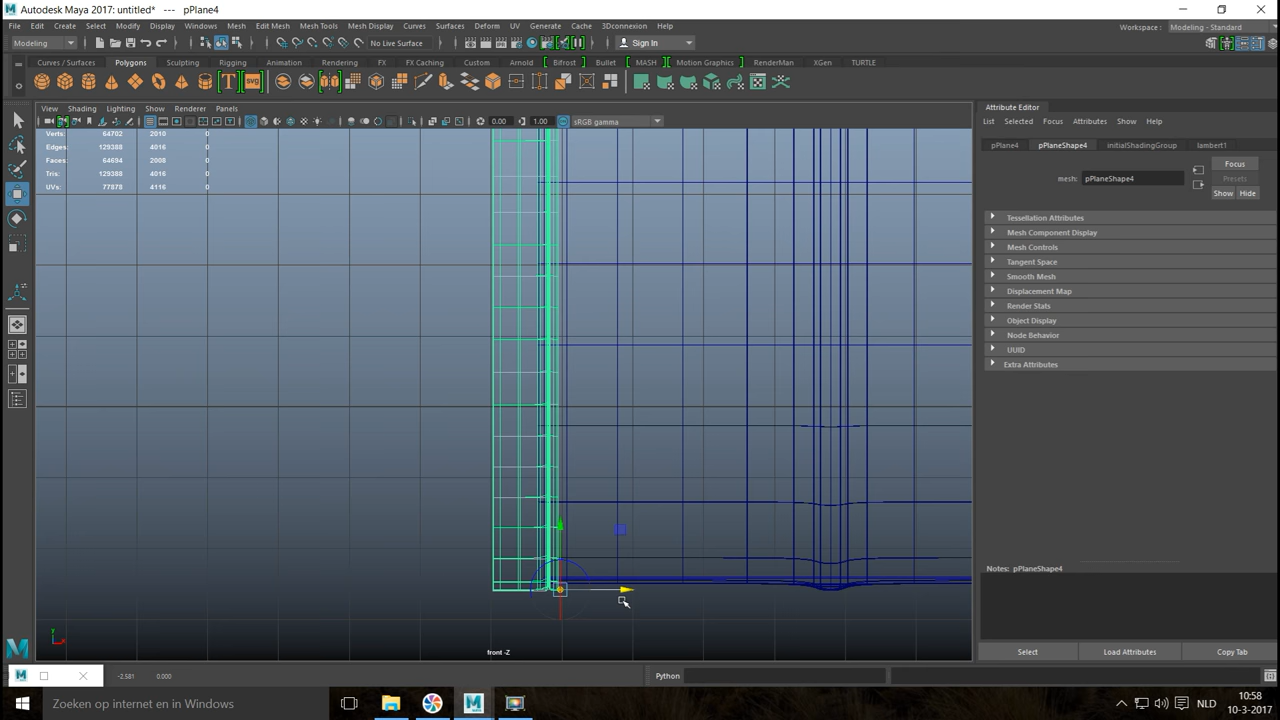 Autodesk Maya 2017: untitled* --- pPlane4
File Edit Create Select Modify Display Windows Mesh Edit Mesh Mesh Tools Mesh Display Curves Surfaces Deform UV Generate Cache 3Dconnexion Help
Workspace : Modeling - Standard
Modeling No Live Surface Sign In
Curves / Surfaces Polygons Sculpting Rigging Animation Rendering FX FX Caching Custom Arnold Bifrost Bullet MASH Motion Graphics RenderMan XGen TURTLE
T SVG
View Shading Lighting Show Renderer Panels
0.00 1.00 sRGB gamma
Verts: 64702 2010 0
Edges: 129388 4016 0
Faces: 64694 2008 0
Tris: 129388 4016 0
UVs: 77878 4116 0
front -Z
y
x
Attribute Editor
List Selected Focus Attributes Show Help
pPlane4 pPlaneShape4 initialShadingGroup lambert1
Focus
mesh: pPlaneShape4 Presets
Show Hide
Tessellation Attributes
Mesh Component Display
Mesh Controls
Tangent Space
Smooth Mesh
Displacement Map
Render Stats
Object Display
Node Behavior
UUID
Extra Attributes
Notes: pPlaneShape4
Select Load Attributes Copy Tab
-2.581 0.000 Python
Zoeken op internet en in Windows
NLD
10:58
10-3-2017